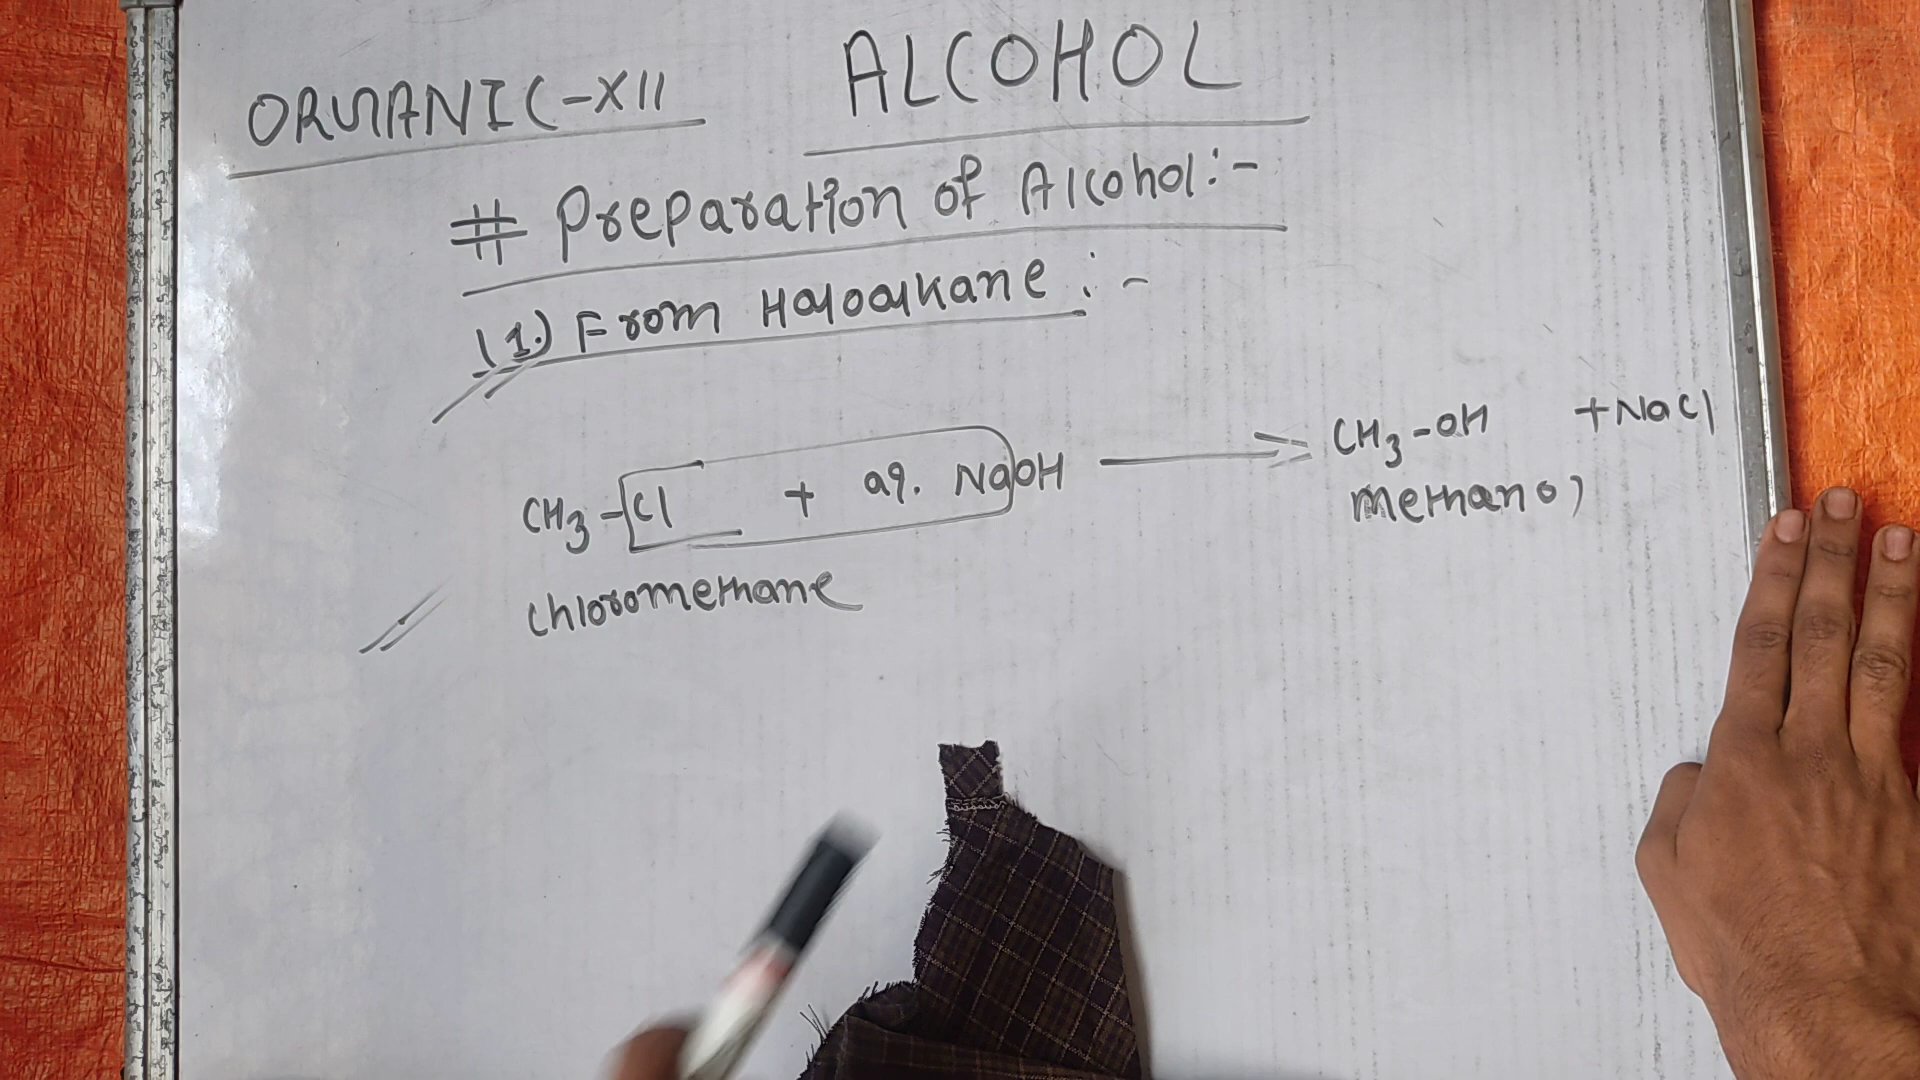 ORGANIC-XII
ALCOHOL
# Preparation of Alcohol:-
(1.) From Haloalkane :-
CH3-Cl + aq. NaOH → CH3-OH + NaCl
chloromethane
methanol